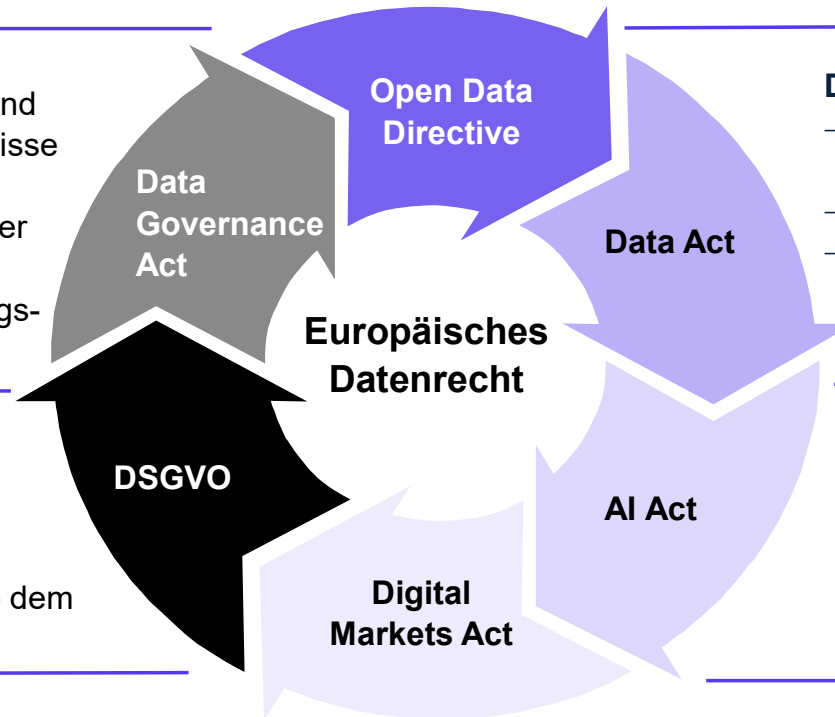 nd
isse
er
gs-
dem
Open Data
Directive
Data
Governance
Act
Data Act
Europäisches
Datenrecht
DSGVO
AI Act
Digital
Markets Act
D